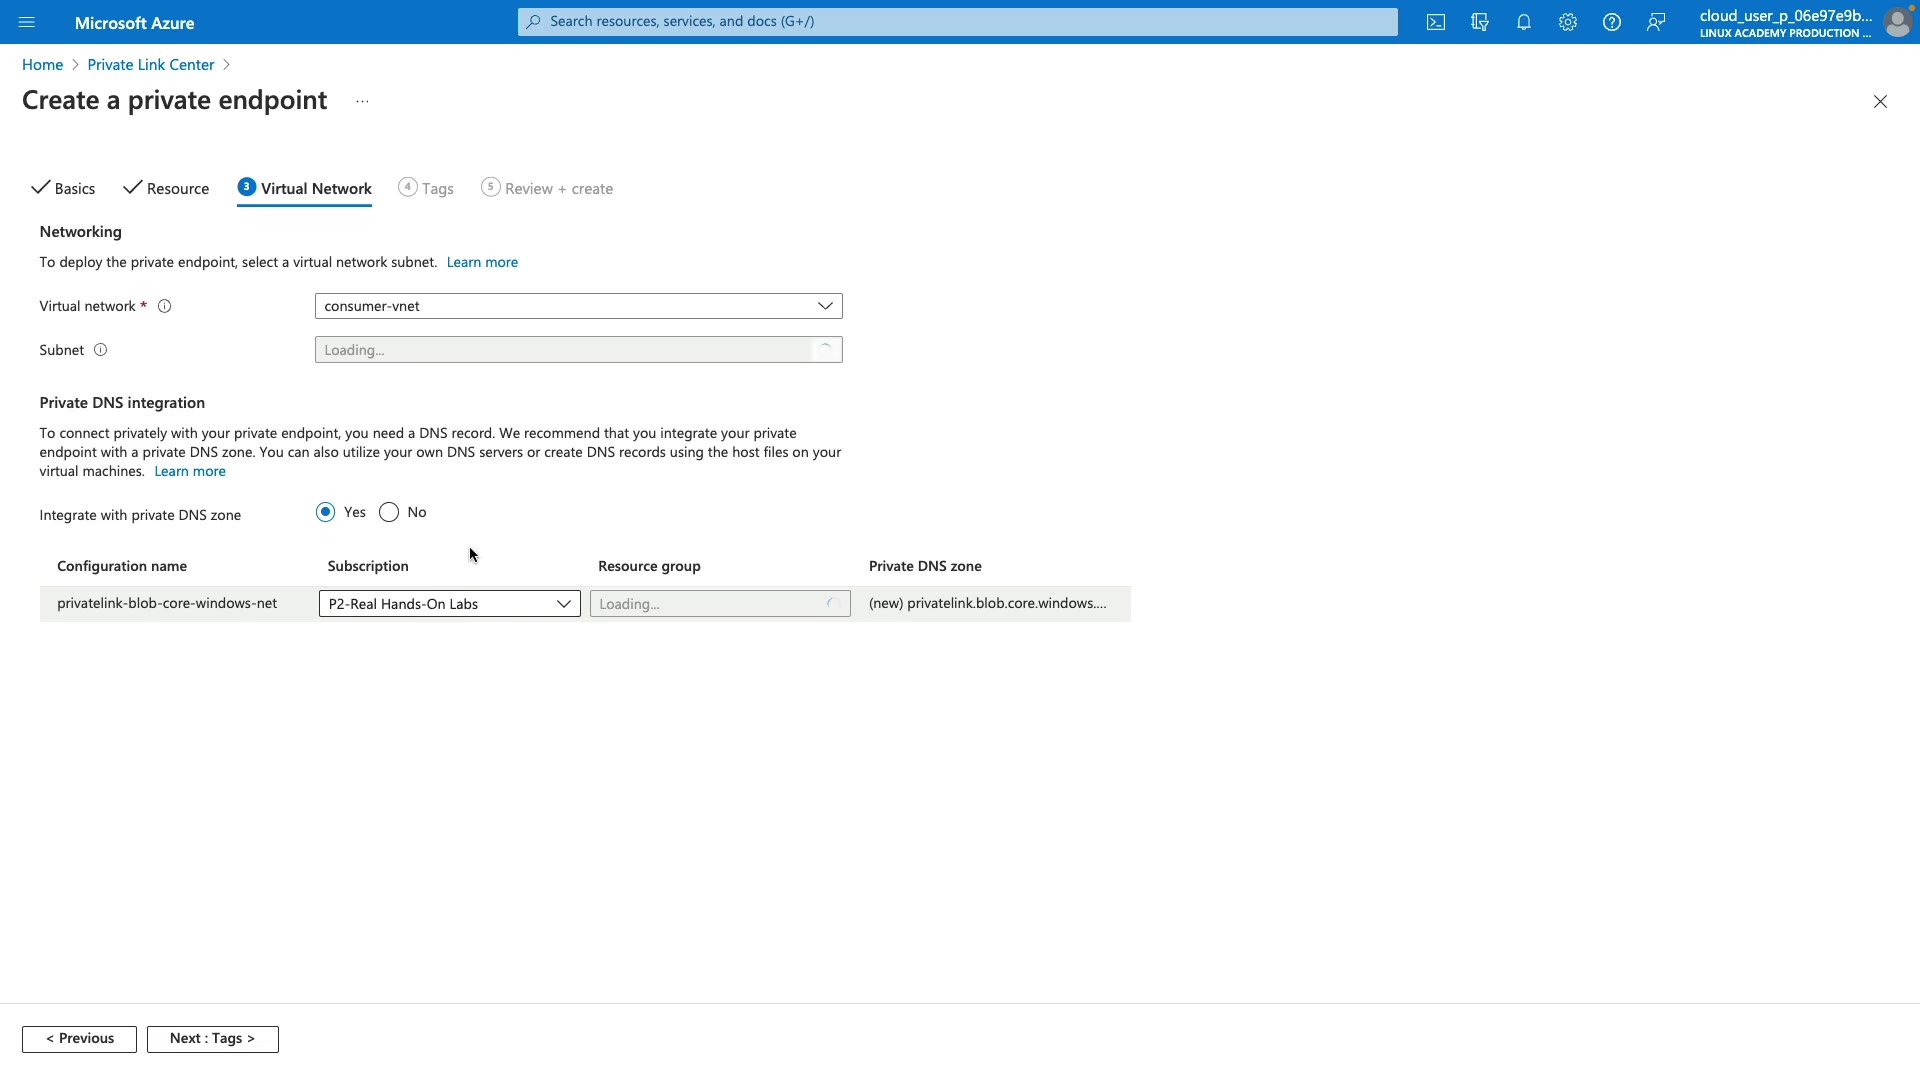 Microsoft Azure
Search resources, services, and docs (G+/)
cloud_user_p_06e97e9b...
LINUX ACADEMY PRODUCTION ...
Home > Private Link Center >
Create a private endpoint ...
Basics Resource 3 Virtual Network 4 Tags 5 Review + create
Networking
To deploy the private endpoint, select a virtual network subnet. Learn more
Virtual network * consumer-vnet
Subnet Loading...
Private DNS integration
To connect privately with your private endpoint, you need a DNS record. We recommend that you integrate your private
endpoint with a private DNS zone. You can also utilize your own DNS servers or create DNS records using the host files on your
virtual machines. Learn more
Integrate with private DNS zone Yes No
Configuration name Subscription Resource group Private DNS zone
privatelink-blob-core-windows-net P2-Real Hands-On Labs Loading... (new) privatelink.blob.core.windows....
< Previous Next : Tags >